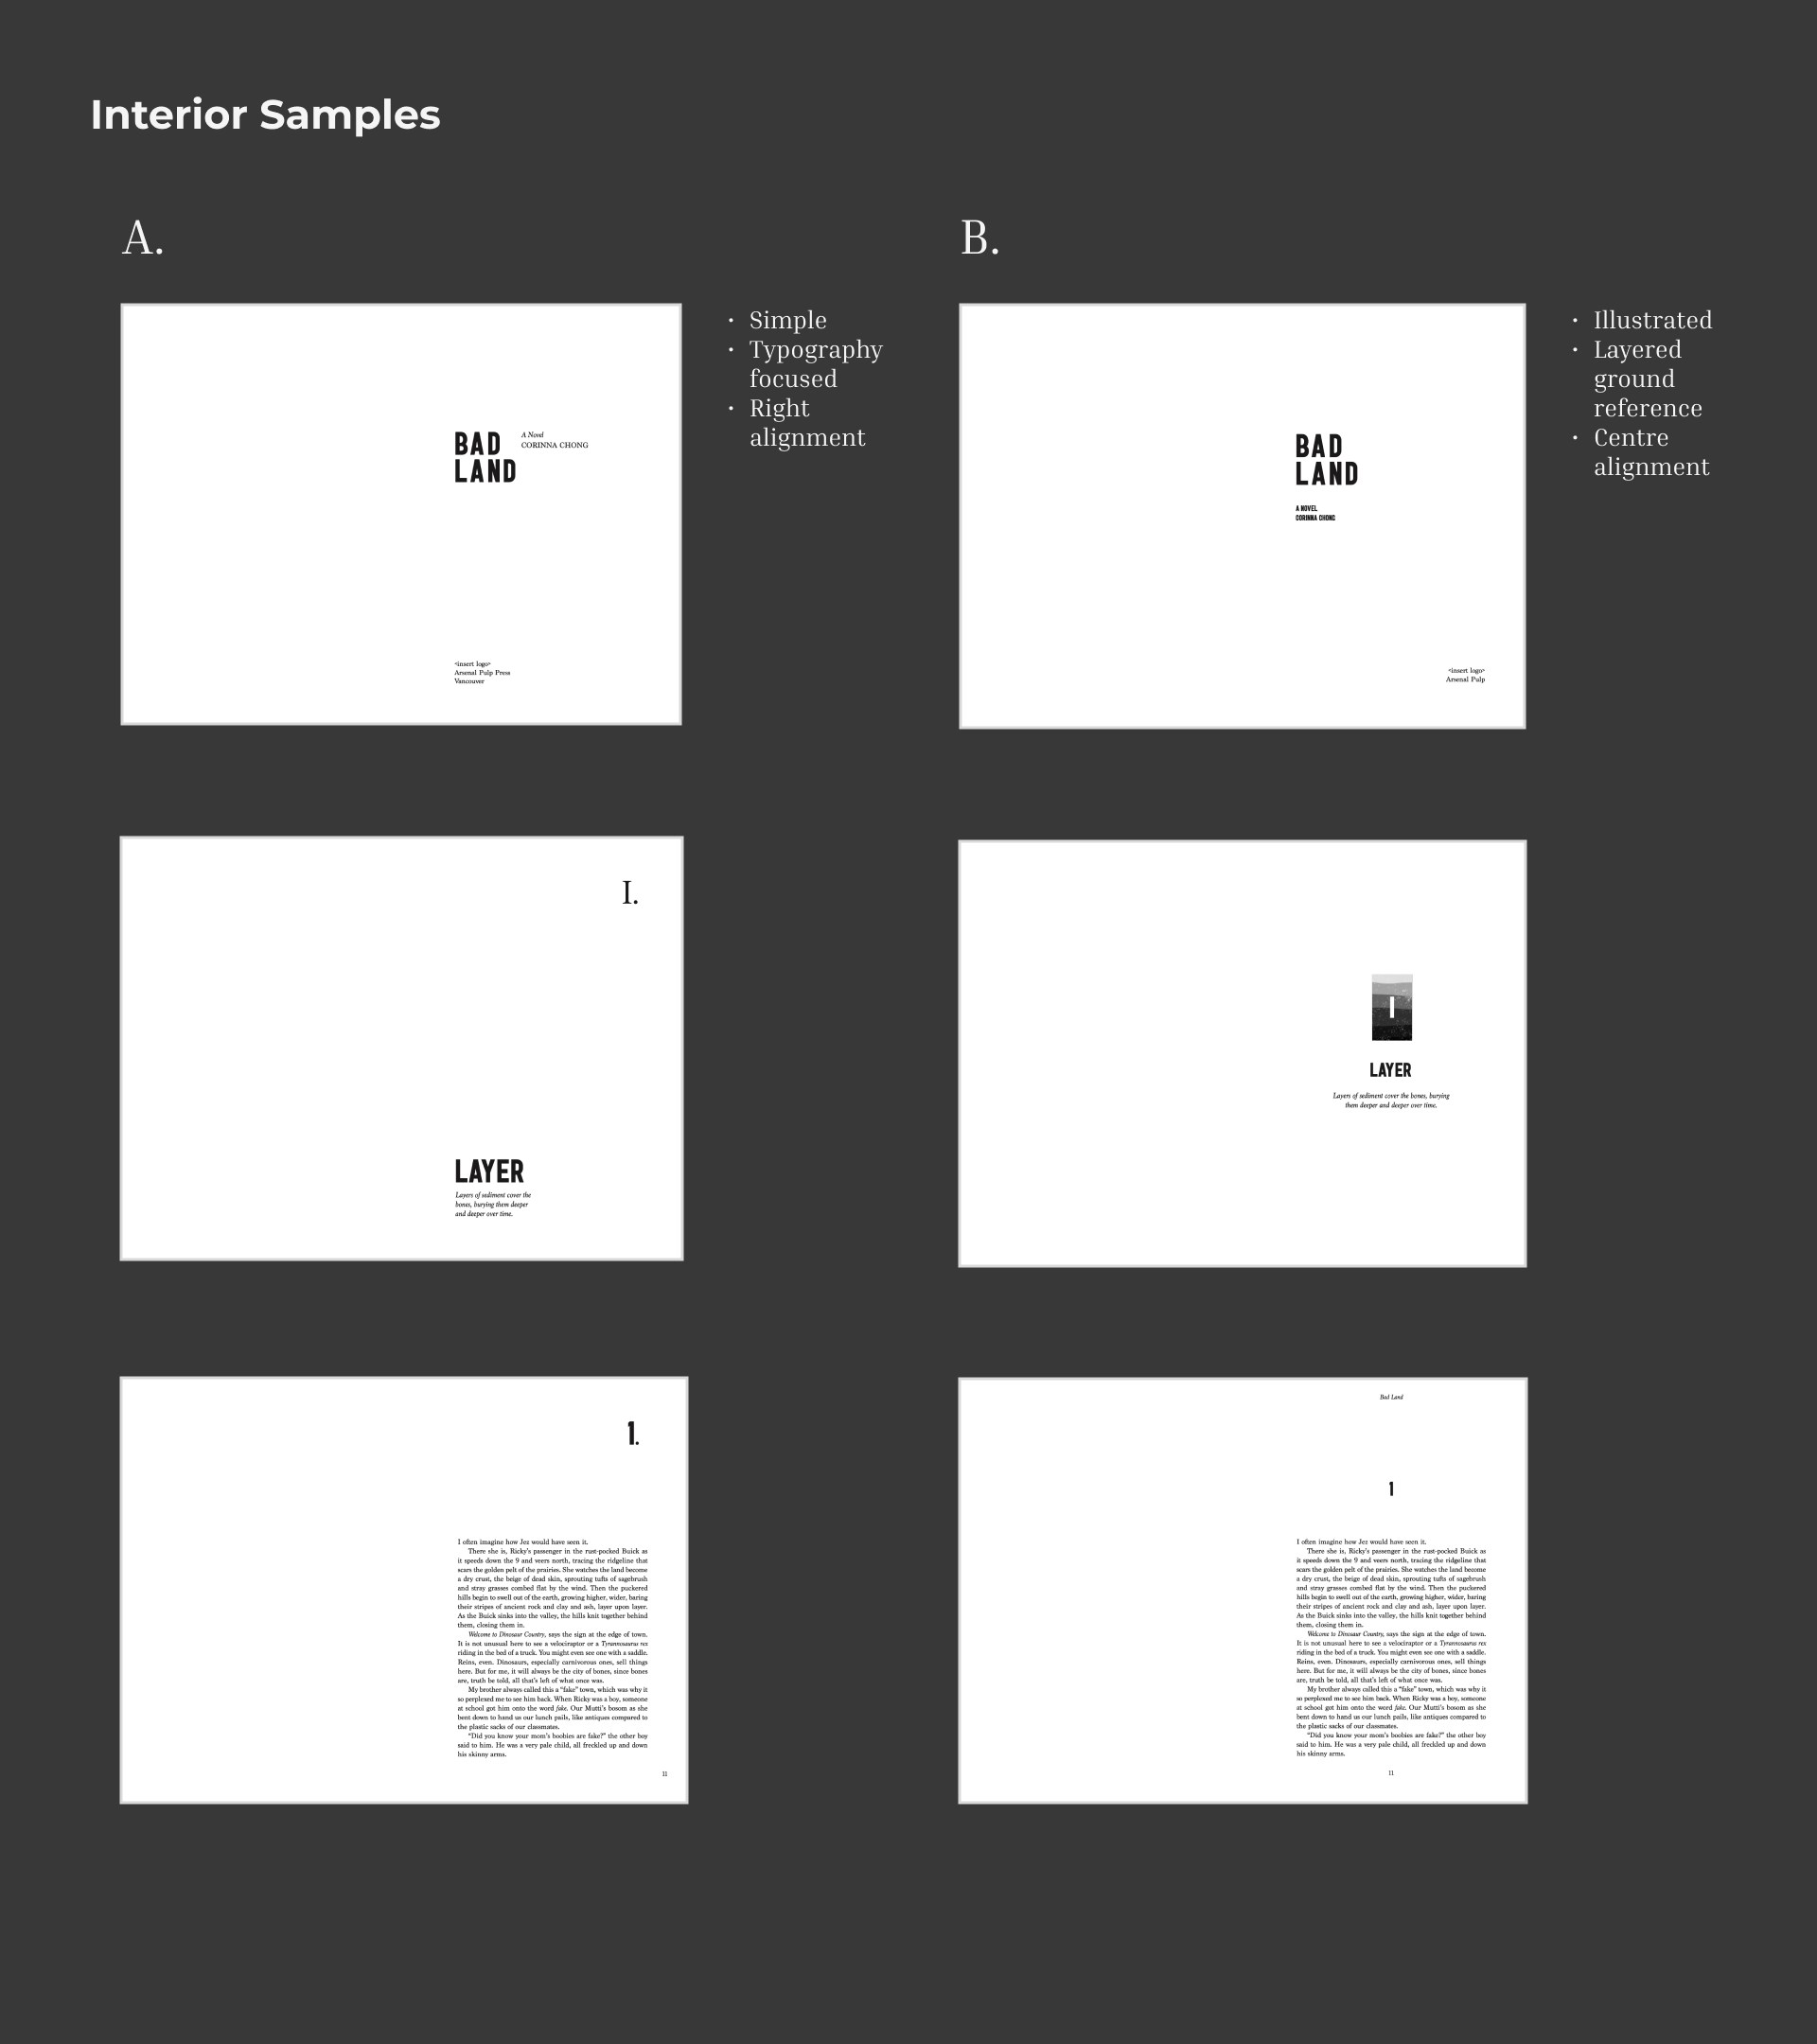 Interior Samples
A.
BAD
LAND
A Novel
CORINNA CHONG
<insert logo>
Arsenal Pulp Press
Vancouver
• Simple
• Typography
focused
• Right
alignment
I.
LAYER
Layers of sediment cover the
bones, burying them deeper
and deeper over time.
1.
I often imagine how Jez would have seen it.
There she is, Ricky’s passenger in the rust-pocked Buick as
it speeds down the 9 and veers north, tracing the ridgeline that
scars the golden pelt of the prairies. She watches the land become
a dry crust, the beige of dead skin, sprouting tufts of sagebrush
and stray grasses combed flat by the wind. Then the puckered
hills begin to swell out of the earth, growing higher, wider, baring
their stripes of ancient rock and clay and ash, layer upon layer.
As the Buick sinks into the valley, the hills knit together behind
them, closing them in.
Welcome to Dinosaur Country, says the sign at the edge of town.
It is not unusual here to see a velociraptor or a Tyrannosaurus rex
riding in the bed of a truck. You might even see one with a saddle.
Reins, even. Dinosaurs, especially carnivorous ones, sell things
here. But for me, it will always be the city of bones, since bones
are, truth be told, all that’s left of what once was.
My brother always called this a “fake” town, which was why it
so perplexed me to see him back. When Ricky was a boy, someone
at school got him onto the word fake. Our Mutti’s bosom as she
bent down to hand us our lunch pails, like antiques compared to
the plastic sacks of our classmates.
“Did you know your mom’s boobies are fake?” the other boy
said to him. He was a very pale child, all freckled up and down
his skinny arms.
11
B.
BAD
LAND
A NOVEL
CORINNA CHONG
<insert logo>
Arsenal Pulp
• Illustrated
• Layered
ground
reference
• Centre
alignment
I
LAYER
Layers of sediment cover the bones, burying
them deeper and deeper over time.
Bad Land
1
I often imagine how Jez would have seen it.
There she is, Ricky’s passenger in the rust-pocked Buick as
it speeds down the 9 and veers north, tracing the ridgeline that
scars the golden pelt of the prairies. She watches the land become
a dry crust, the beige of dead skin, sprouting tufts of sagebrush
and stray grasses combed flat by the wind. Then the puckered
hills begin to swell out of the earth, growing higher, wider, baring
their stripes of ancient rock and clay and ash, layer upon layer.
As the Buick sinks into the valley, the hills knit together behind
them, closing them in.
Welcome to Dinosaur Country, says the sign at the edge of town.
It is not unusual here to see a velociraptor or a Tyrannosaurus rex
riding in the bed of a truck. You might even see one with a saddle.
Reins, even. Dinosaurs, especially carnivorous ones, sell things
here. But for me, it will always be the city of bones, since bones
are, truth be told, all that’s left of what once was.
My brother always called this a “fake” town, which was why it
so perplexed me to see him back. When Ricky was a boy, someone
at school got him onto the word fake. Our Mutti’s bosom as she
bent down to hand us our lunch pails, like antiques compared to
the plastic sacks of our classmates.
“Did you know your mom’s boobies are fake?” the other boy
said to him. He was a very pale child, all freckled up and down
his skinny arms.
11